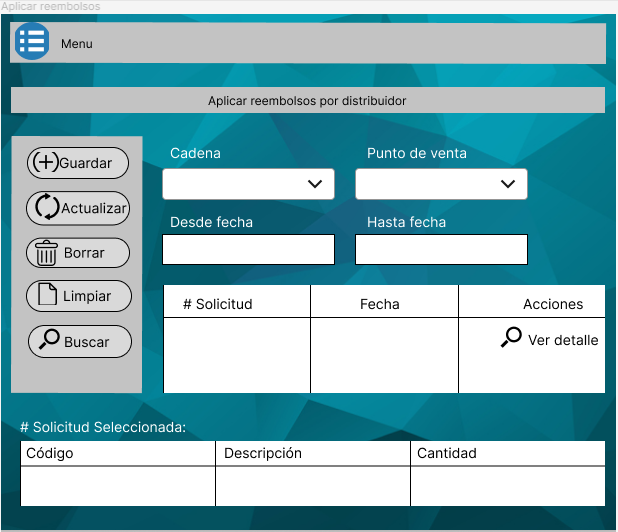 Aplicar reembolsos
Menu
Aplicar reembolsos por distribuidor
Guardar
Actualizar
Borrar
Limpiar
Buscar
Cadena
Punto de venta
Desde fecha
Hasta fecha
# Solicitud
Fecha
Acciones
Ver detalle
# Solicitud Seleccionada:
Código
Descripción
Cantidad